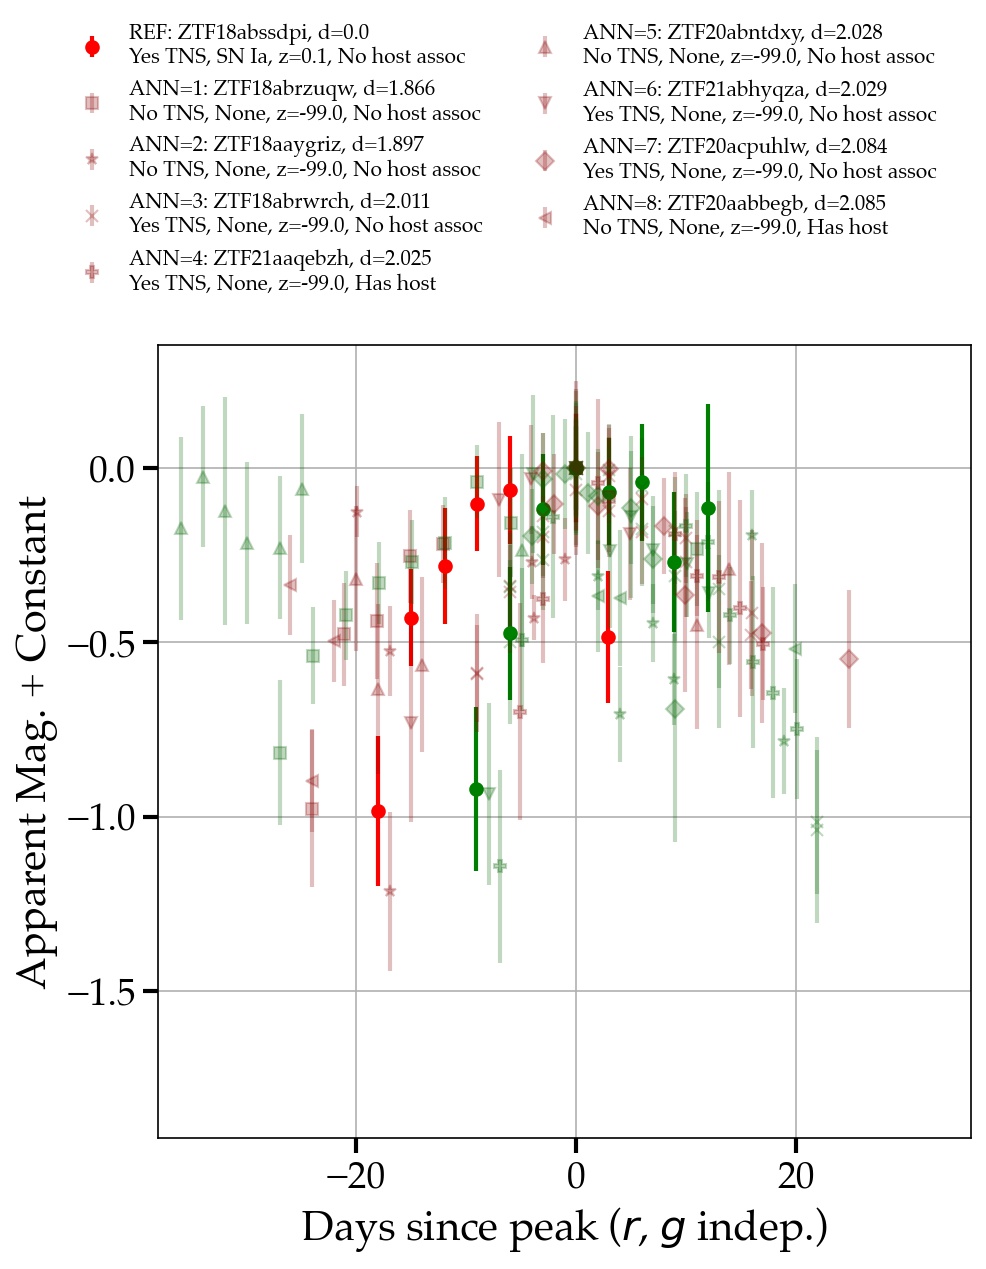 REF: ZTF18abssdpi, d=0.0
Yes TNS, SN Ia, z=0.1, No host assoc
ANN=1: ZTF18abrzuqw, d=1.866
No TNS, None, z=-99.0, No host assoc
ANN=2: ZTF18aaygriz, d=1.897
No TNS, None, z=-99.0, No host assoc
ANN=3: ZTF18abrwrch, d=2.011
Yes TNS, None, z=-99.0, No host assoc
ANN=4: ZTF21aaqebzh, d=2.025
Yes TNS, None, z=-99.0, Has host
ANN=5: ZTF20abntdxy, d=2.028
No TNS, None, z=-99.0, No host assoc
ANN=6: ZTF21abhyqza, d=2.029
Yes TNS, None, z=-99.0, No host assoc
ANN=7: ZTF20acpuhlw, d=2.084
Yes TNS, None, z=-99.0, No host assoc
ANN=8: ZTF20aabbegb, d=2.085
No TNS, None, z=-99.0, Has host
Apparent Mag. + Constant
0.0
−0.5
−1.0
−1.5
−20
0
20
Days since peak (r, g indep.)